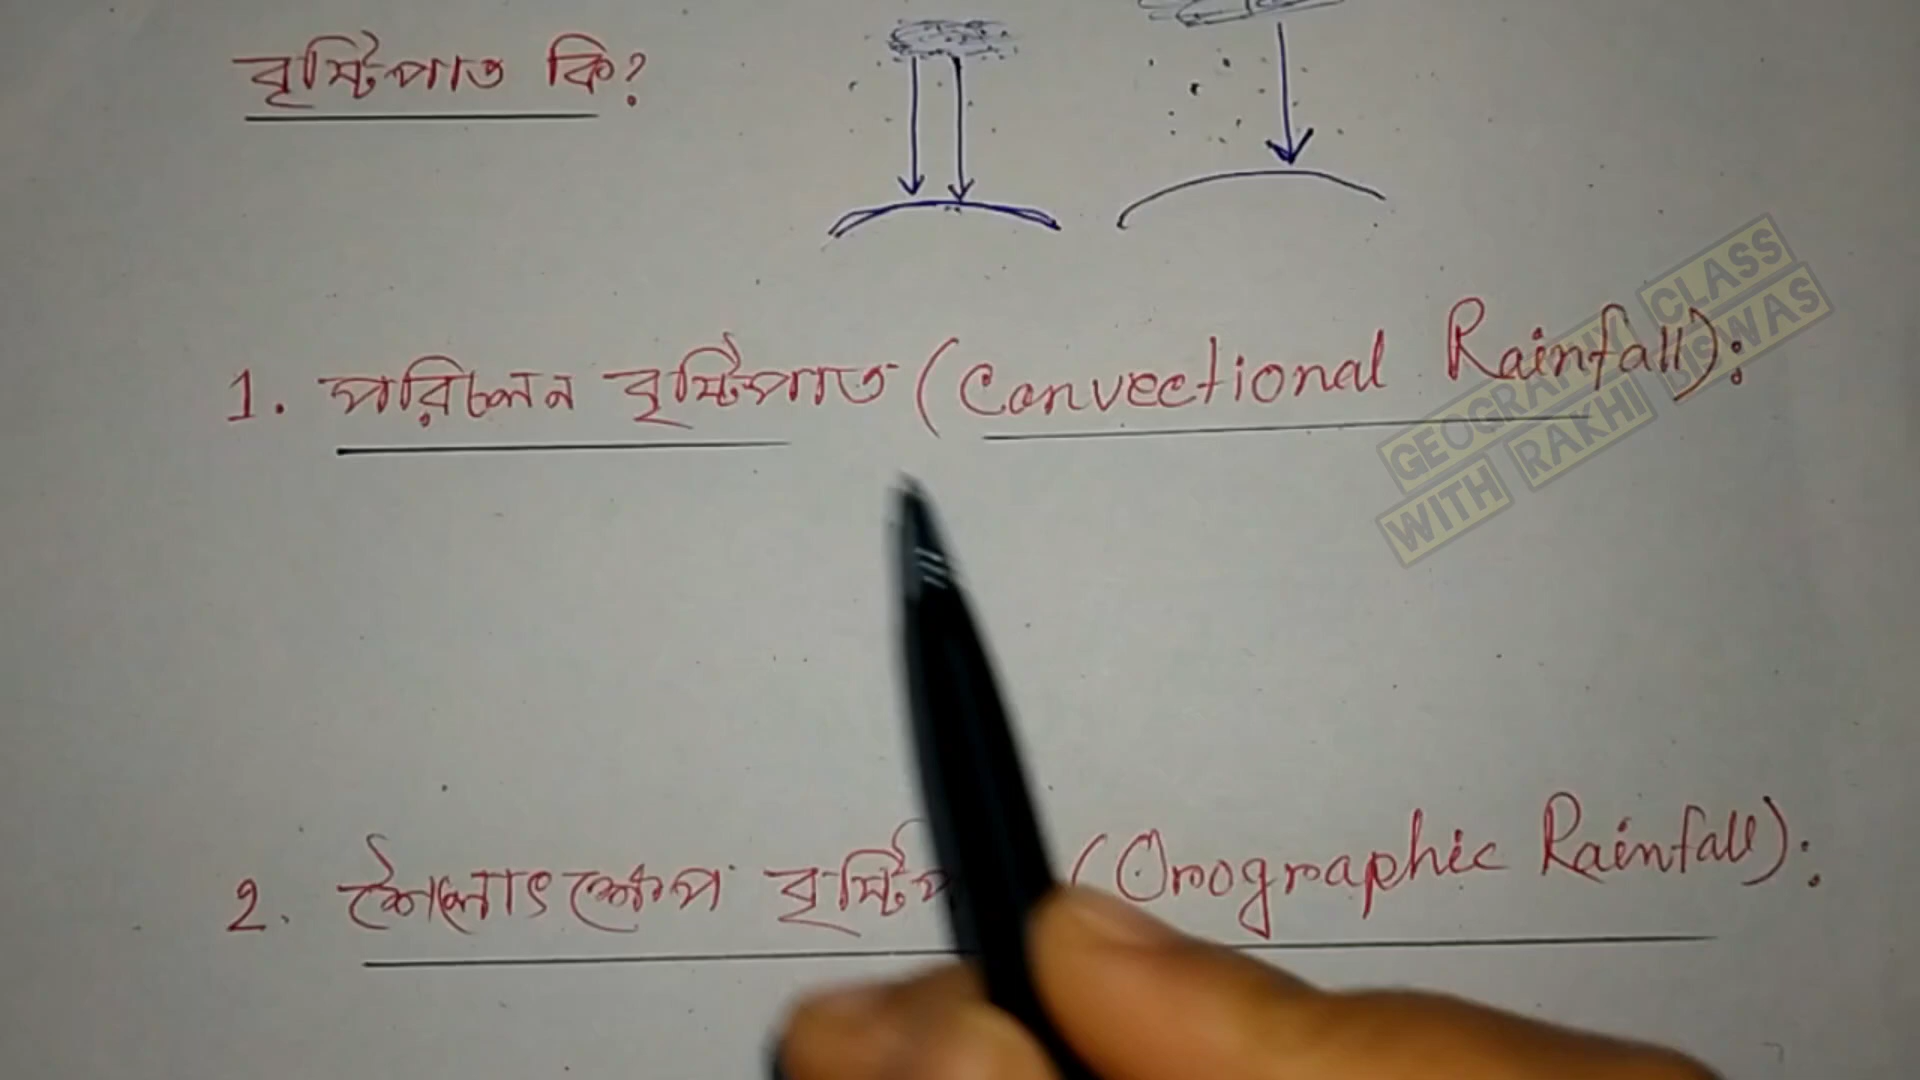 বৃষ্টিপাত কি?
1. পরিচলন বৃষ্টিপাত (Convectional Rainfall):
2. শৈলোৎক্ষেপ (Orographic Rainfall):
GEOGRAPHY CLASS
WITH RAKHI BISWAS